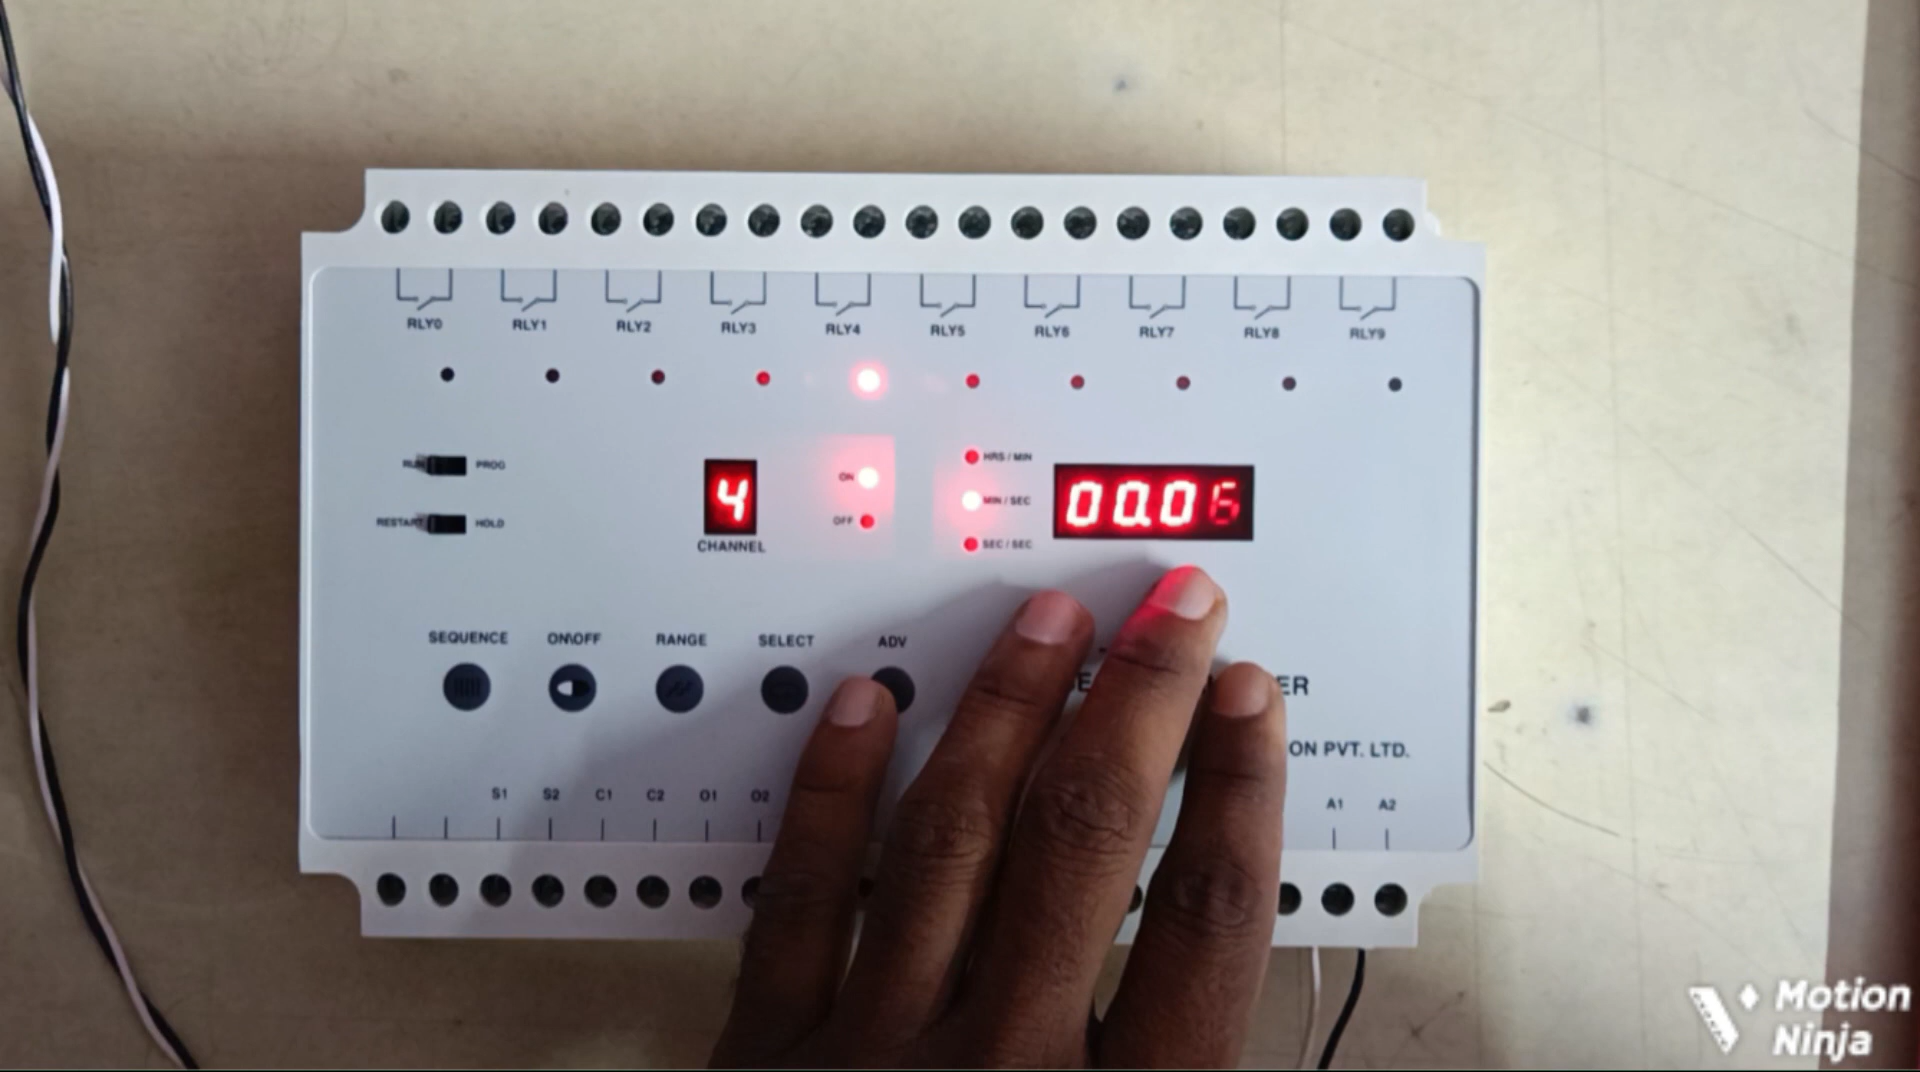 RLY0 RLY1 RLY2 RLY3 RLY4 RLY5 RLY6 RLY7 RLY8 RLY9
RUN PROG
RESTART HOLD
4
CHANNEL
ON
OFF
HRS / MIN
MIN / SEC
SEC / SEC
00.06
SEQUENCE ON\OFF RANGE SELECT ADV
ON PVT. LTD.
S1 S2 C1 C2 O1 O2
A1 A2
Motion
Ninja